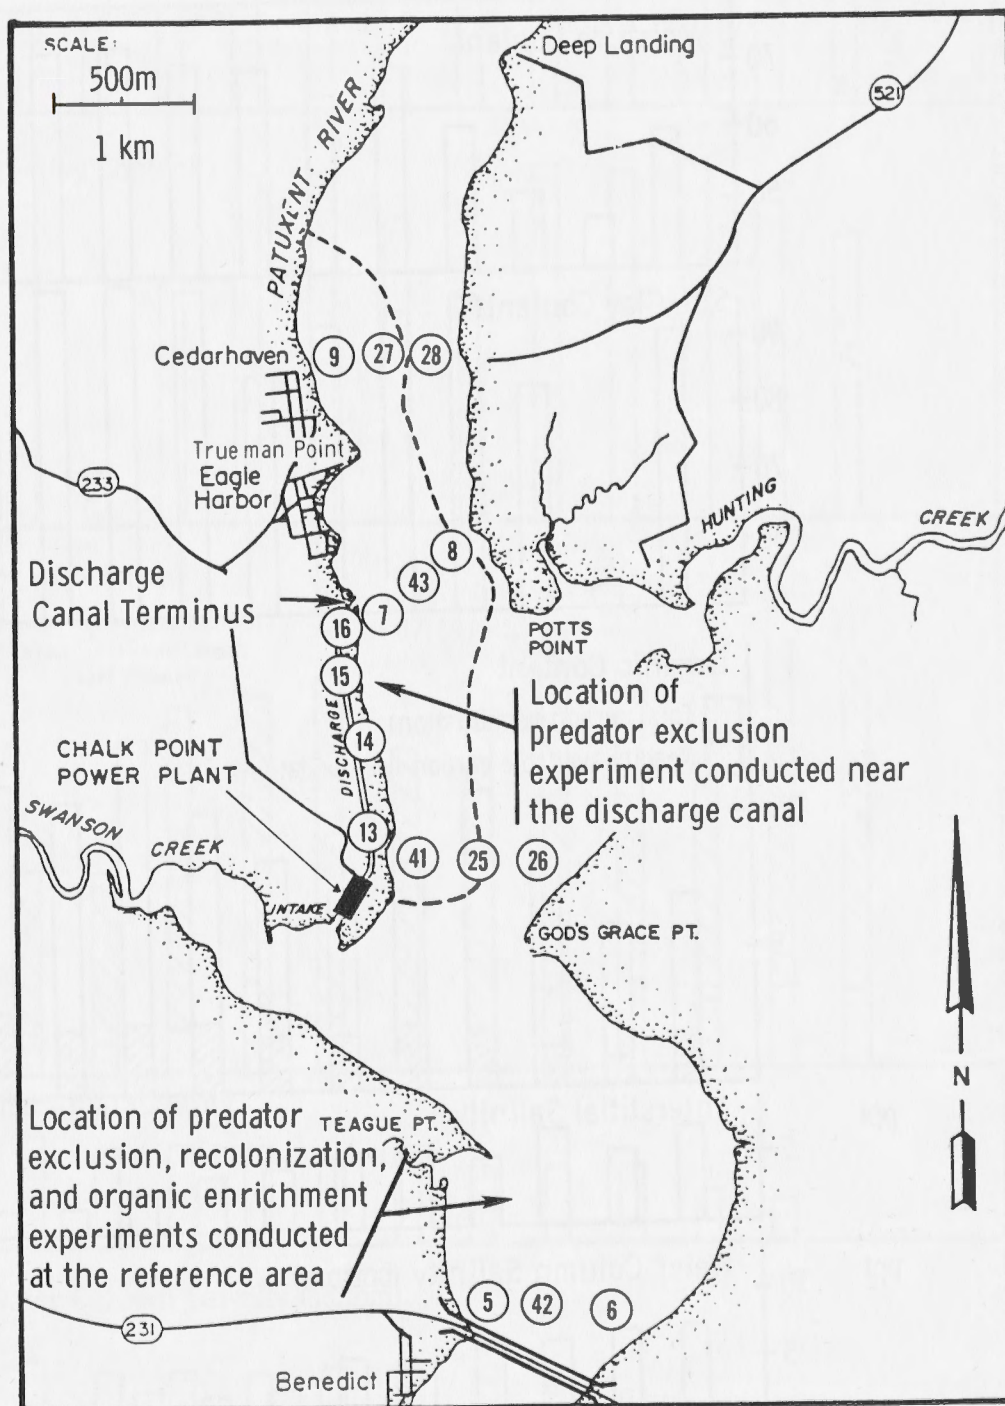 SCALE:
500m
1 km
PATUXENT RIVER
Deep Landing
521
Cedarhaven
9
27
28
Trueman Point
Eagle
Harbor
233
8
43
7
16
HUNTING
CREEK
Discharge
Canal Terminus
POTTS
POINT
15
14
13
DISCHARGE
Location of
predator exclusion
experiment conducted near
the discharge canal
CHALK POINT
POWER PLANT
SWANSON
CREEK
41
25
26
INTAKE
GOD'S GRACE PT.
N
TEAGUE PT.
Location of predator
exclusion, recolonization,
and organic enrichment
experiments conducted
at the reference area
5
42
6
231
Benedict